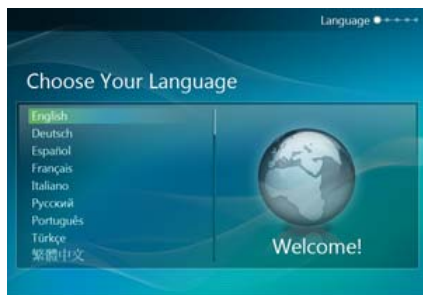 Language
Choose Your Language
English
Deutsch
Español
Français
Italiano
Русский
Português
Türkçe
繁體中文
Welcome!